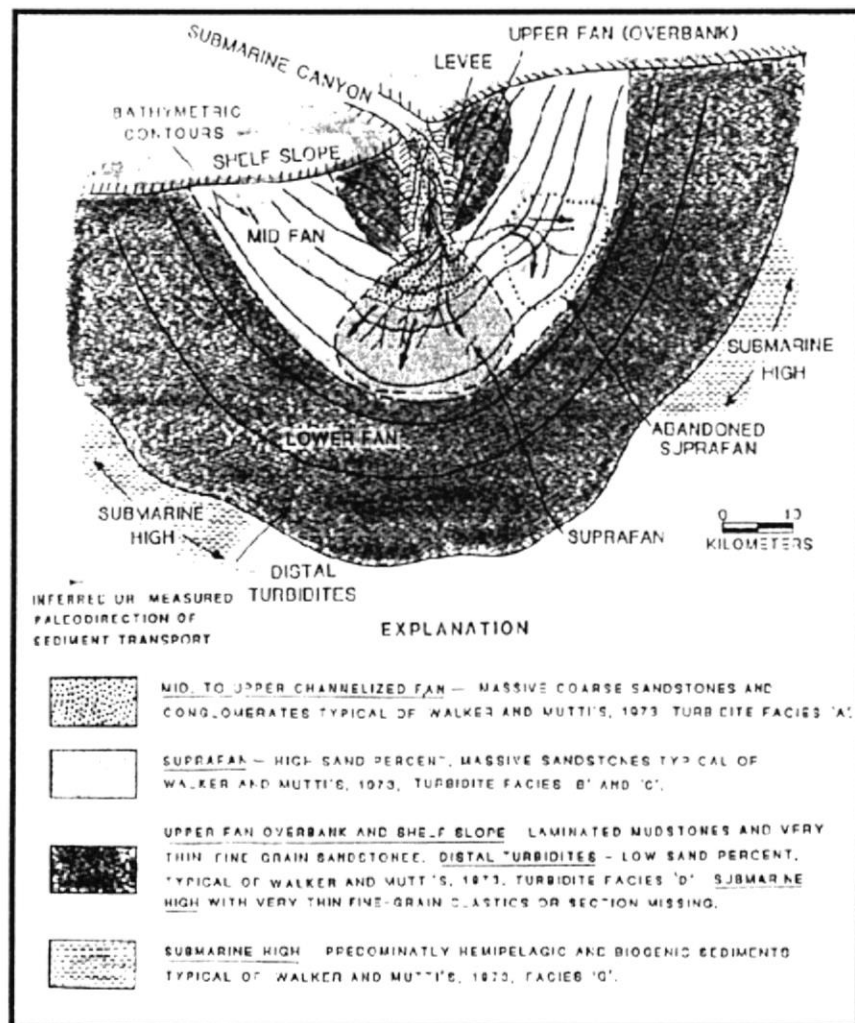 SUBMARINE CANYON
UPPER FAN (OVERBANK)
LEVEE
BATHYMETRIC
CONTOURS
SHELF SLOPE
MID FAN
SUBMARINE
HIGH
ABANDONED
SUPRAFAN
LOWER FAN
SUBMARINE
HIGH
SUPRAFAN
0 10
KILOMETERS
DISTAL
TURBIDITES
INFERRED OR MEASURED
PALEODIRECTION OF
SEDIMENT TRANSPORT
EXPLANATION
MID. TO UPPER CHANNELIZED FAN — MASSIVE COARSE SANDSTONES AND
CONGLOMERATES TYPICAL OF WALKER AND MUTTI'S, 1973 TURBIDITE FACIES 'A'.
SUPRAFAN — HIGH SAND PERCENT, MASSIVE SANDSTONES TYPICAL OF
WALKER AND MUTTI'S, 1973, TURBIDITE FACIES 'B' AND 'C'.
UPPER FAN OVERBANK AND SHELF SLOPE LAMINATED MUDSTONES AND VERY
THIN FINE GRAIN SANDSTONES. DISTAL TURBIDITES – LOW SAND PERCENT,
TYPICAL OF WALKER AND MUTTI'S, 1973, TURBIDITE FACIES 'D' SUBMARINE
HIGH WITH VERY THIN FINE-GRAIN CLASTICS OR SECTION MISSING.
SUBMARINE HIGH PREDOMINATLY HEMIPELAGIC AND BIOGENIC SEDIMENTS
TYPICAL OF WALKER AND MUTTI'S, 1973, FACIES 'G'.